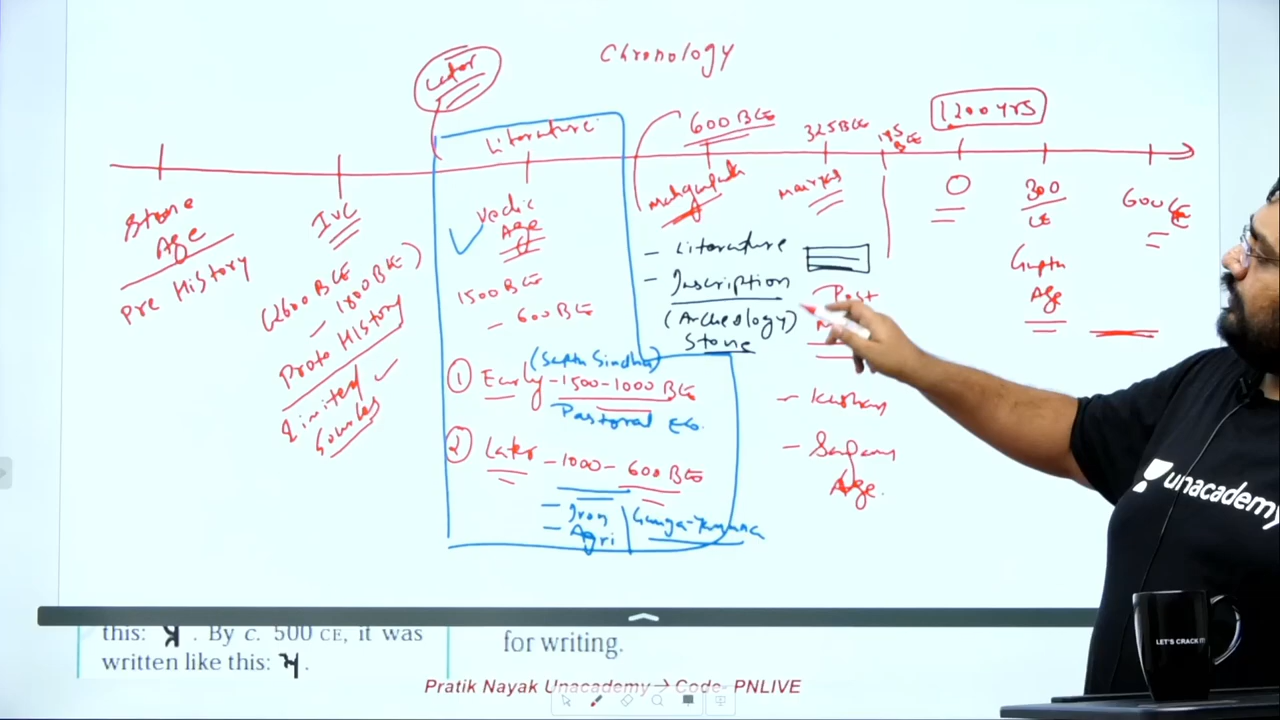 Chronology
Later
Literature
600 BCE
325 BCE
185 BCE
1200 YRS
Stone Age
Pre History
IVC
(2600 BCE
- 1800 BCE)
Proto History
Limited
Sources
Vedic
Age
1500 BCE
- 600 BCE
① Early - 1500-1000 BCE
(Sapta Sindhu)
Pastoral Eco.
② Later - 1000 - 600 BCE
- Iron
- Agri
Ganga-Yamuna
- Literature
- Inscription
(Archeology)
Stone
Mauryas
Post
- Kushan
- Sangam
Age.
0
300
CE
Gupta
Age
600 CE
unacademy
LET'S CRACK IT!
this: . By c. 500 CE, it was
written like this: .
for writing.
Pratik Nayak Unacademy → Code- PNLIVE